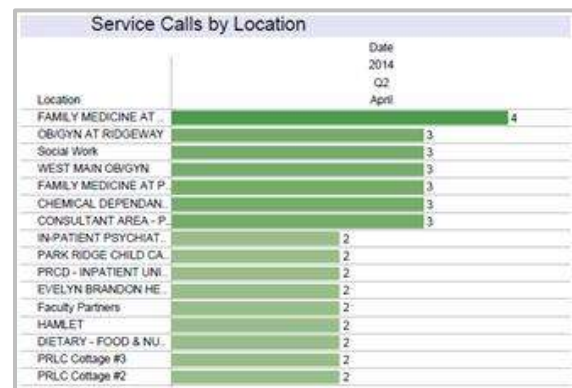 Service Calls by Location
Date
2014
Q2
Location April
FAMILY MEDICINE AT .. 4
OB/GYN AT RIDGEWAY 3
Social Work 3
WEST MAIN OB/GYN 3
FAMILY MEDICINE AT P.. 3
CHEMICAL DEPENDAN.. 3
CONSULTANT AREA - P.. 3
IN-PATIENT PSYCHIAT.. 2
PARK RIDGE CHILD CA.. 2
PRCD - INPATIENT UNI.. 2
EVELYN BRANDON HE.. 2
Faculty Partners 2
HAMLET 2
DIETARY - FOOD & NU.. 2
PRLC Cottage #3 2
PRLC Cottage #2 2